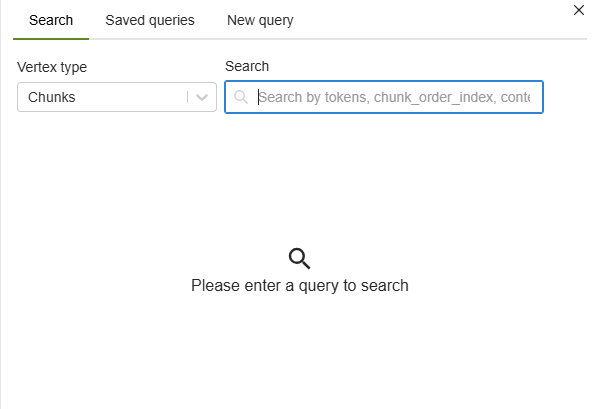 Search Saved queries New query
Vertex type Search
Chunks Search by tokens, chunk_order_index, conte
Please enter a query to search